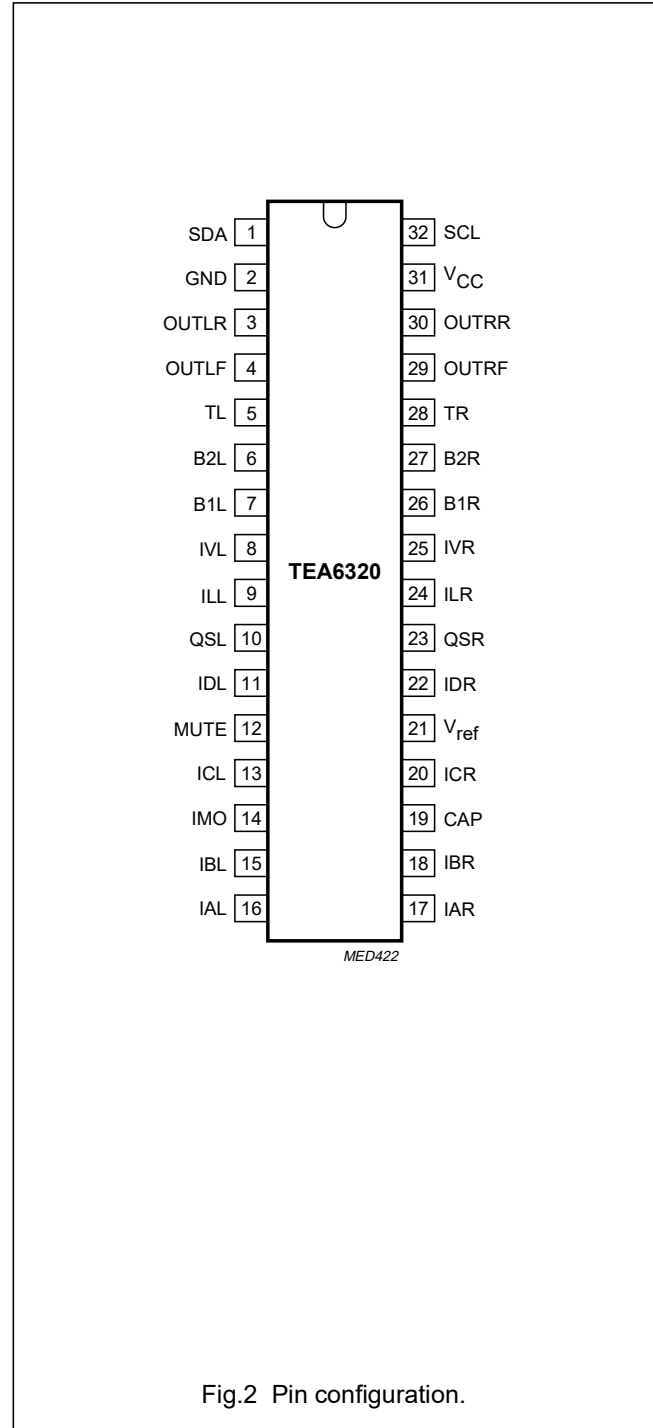 SDA 1 32 SCL
GND 2 31 VCC
OUTLR 3 30 OUTRR
OUTLF 4 29 OUTRF
TL 5 28 TR
B2L 6 27 B2R
B1L 7 26 B1R
IVL 8 25 IVR
TEA6320
ILL 9 24 ILR
QSL 10 23 QSR
IDL 11 22 IDR
MUTE 12 21 Vref
ICL 13 20 ICR
IMO 14 19 CAP
IBL 15 18 IBR
IAL 16 17 IAR
MED422
Fig.2 Pin configuration.